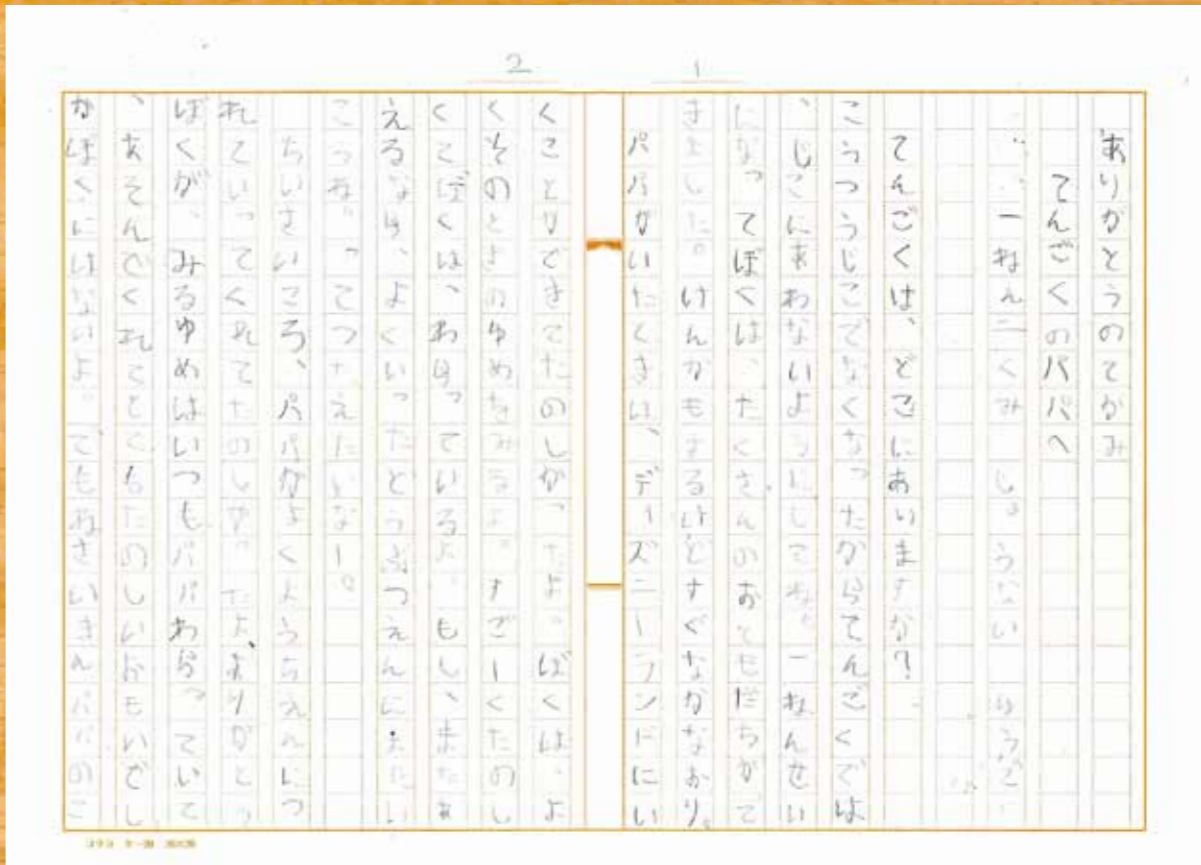 1
ありがとうのてがみ
てんごくのパパへ
一ねん二くみ
てんごくは、どこにありますか？
こうつうじこでなくなったからてんごくでは
、じこにあわないようにしてね。一ねんせい
になってぼくは、たくさんのおともだちがで
きました。けんかもするけどすぐなかなおり。
パパがいたときは、ディズニーランドにい
2
くことができてたのしかったよ。ぼくは、よ
くそのときのゆめをみるよ。すごーくたのし
くてぼくは、わらっているよ。もし、またあ
えるなら、よくいったどうぶつえんにまたい
こうね。ってつたえたいなー。
ちいさいころ、パパがよくようちえんにつ
れていってくれてたのしかったよ、ありがとう
ぼくが、みるゆめはいつもパパわらっていて
、あそんでくれてとてもたのしいおもいでし
かぼくにはないよ。でもねさいきんパパのこ